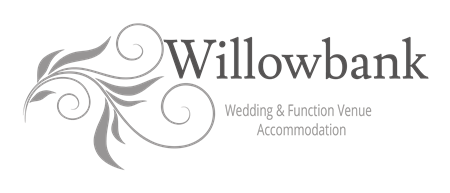 Willowbank
Wedding & Function Venue
Accommodation